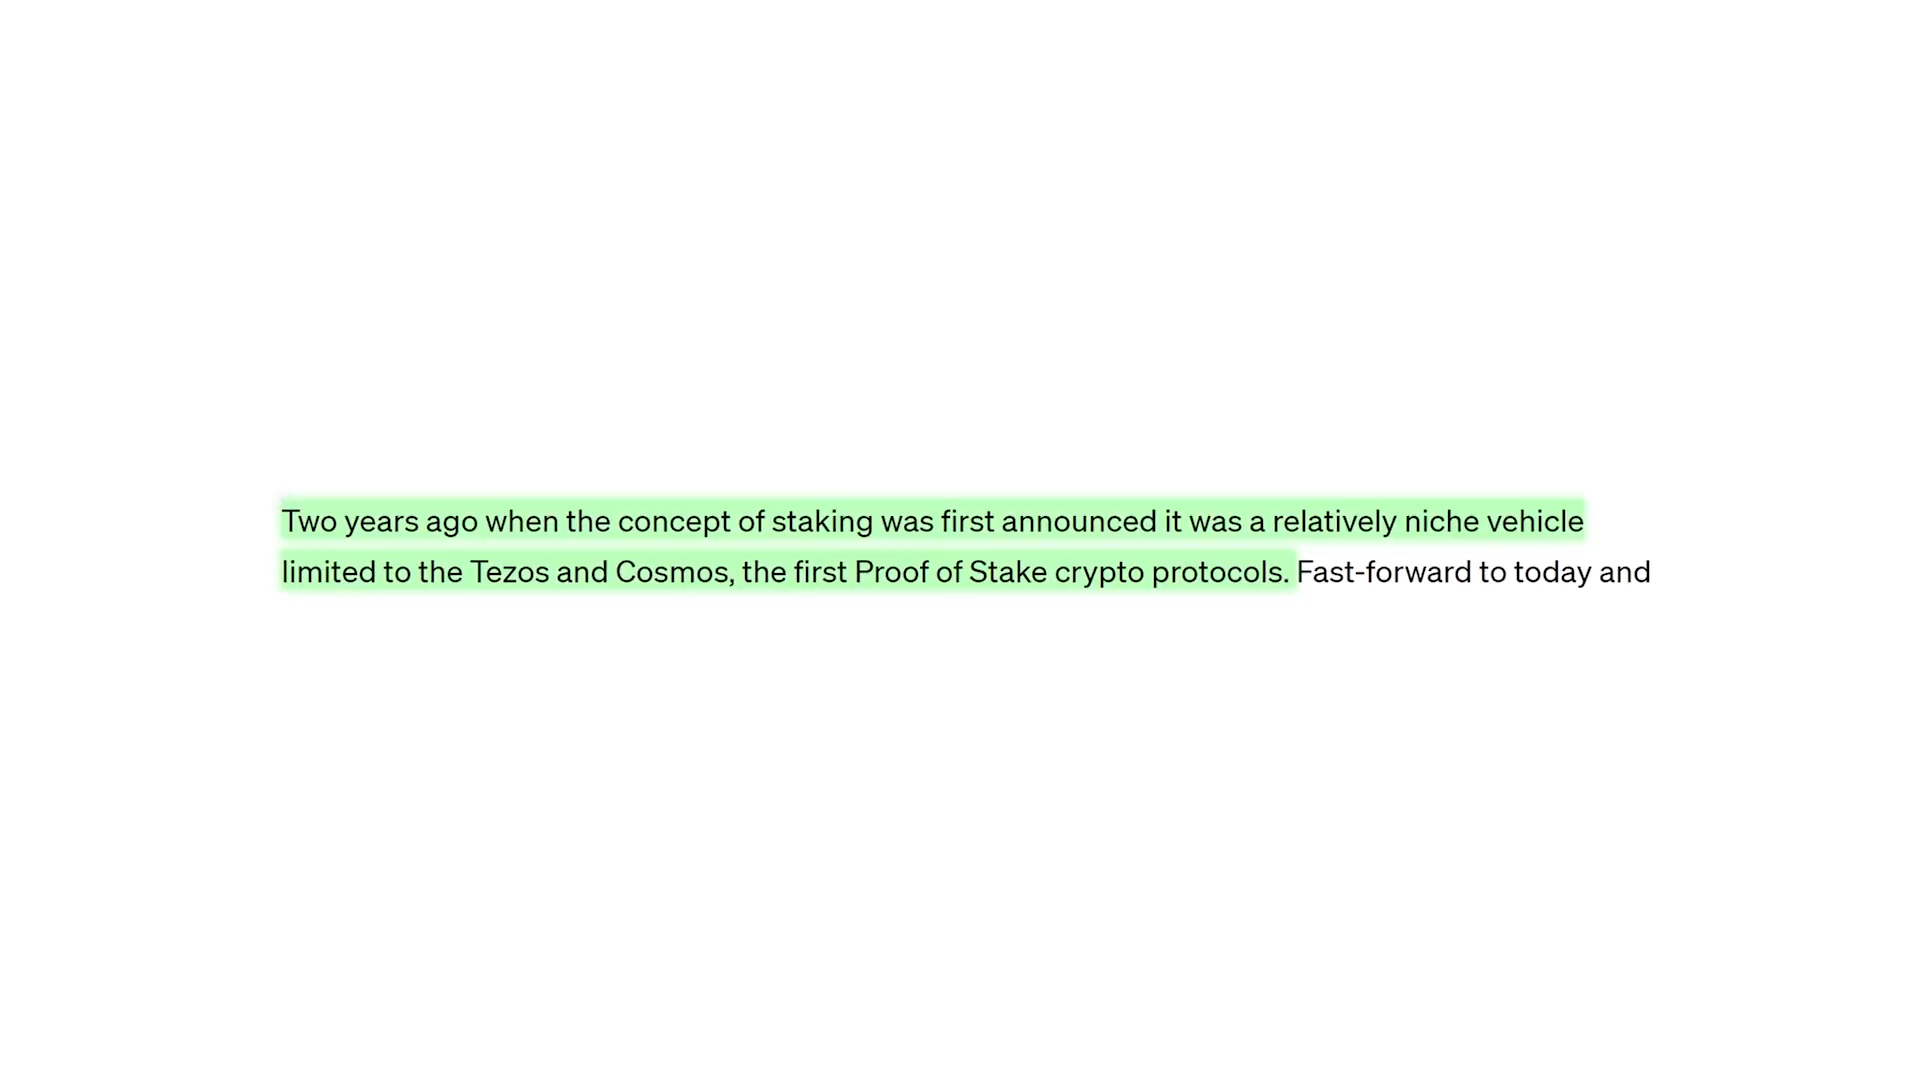 Two years ago when the concept of staking was first announced it was a relatively niche vehicle
limited to the Tezos and Cosmos, the first Proof of Stake crypto protocols. Fast-forward to today and